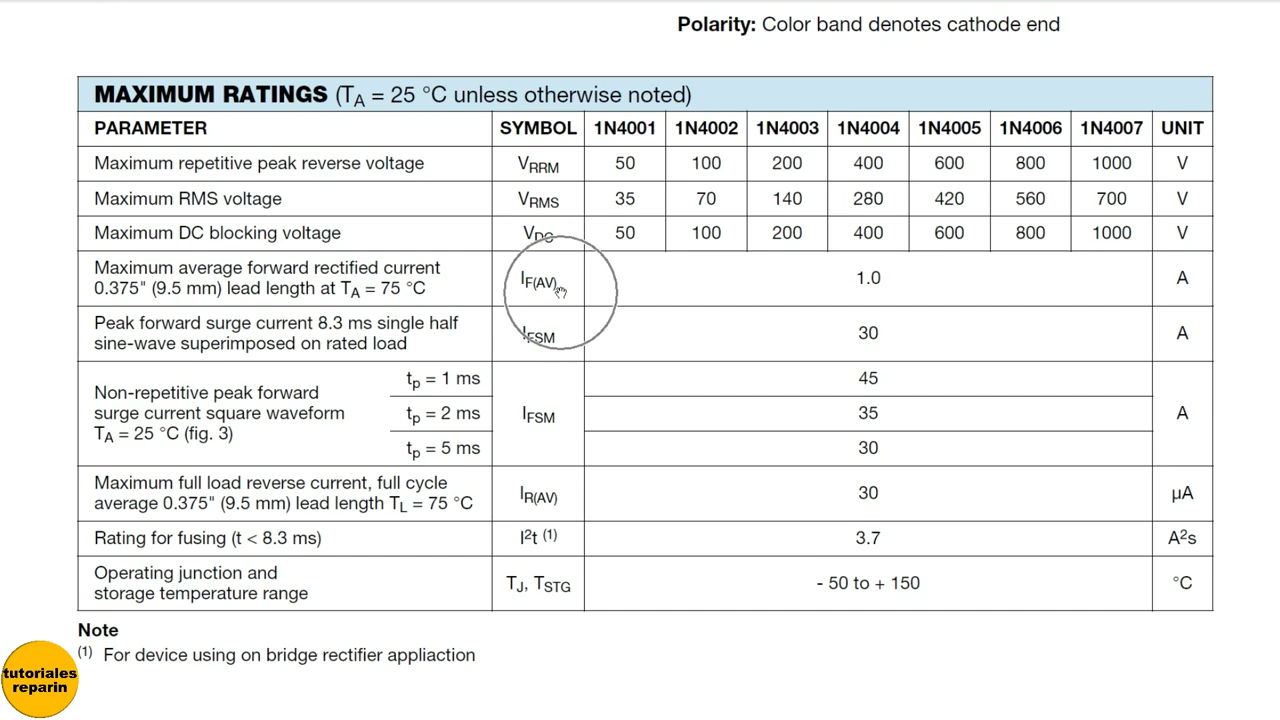 Polarity: Color band denotes cathode end
MAXIMUM RATINGS (TA = 25 °C unless otherwise noted)
PARAMETER SYMBOL 1N4001 1N4002 1N4003 1N4004 1N4005 1N4006 1N4007 UNIT
Maximum repetitive peak reverse voltage VRRM 50 100 200 400 600 800 1000 V
Maximum RMS voltage VRMS 35 70 140 280 420 560 700 V
Maximum DC blocking voltage VDC 50 100 200 400 600 800 1000 V
Maximum average forward rectified current
0.375" (9.5 mm) lead length at TA = 75 °C IF(AV) 1.0 A
Peak forward surge current 8.3 ms single half
sine-wave superimposed on rated load IFSM 30 A
Non-repetitive peak forward
surge current square waveform
TA = 25 °C (fig. 3)
tp = 1 ms 45
tp = 2 ms IFSM 35 A
tp = 5 ms 30
Maximum full load reverse current, full cycle
average 0.375" (9.5 mm) lead length TL = 75 °C IR(AV) 30 µA
Rating for fusing (t < 8.3 ms) I²t (1) 3.7 A²s
Operating junction and
storage temperature range TJ, TSTG - 50 to + 150 °C
Note
(1) For device using on bridge rectifier appliaction
tutoriales
reparin